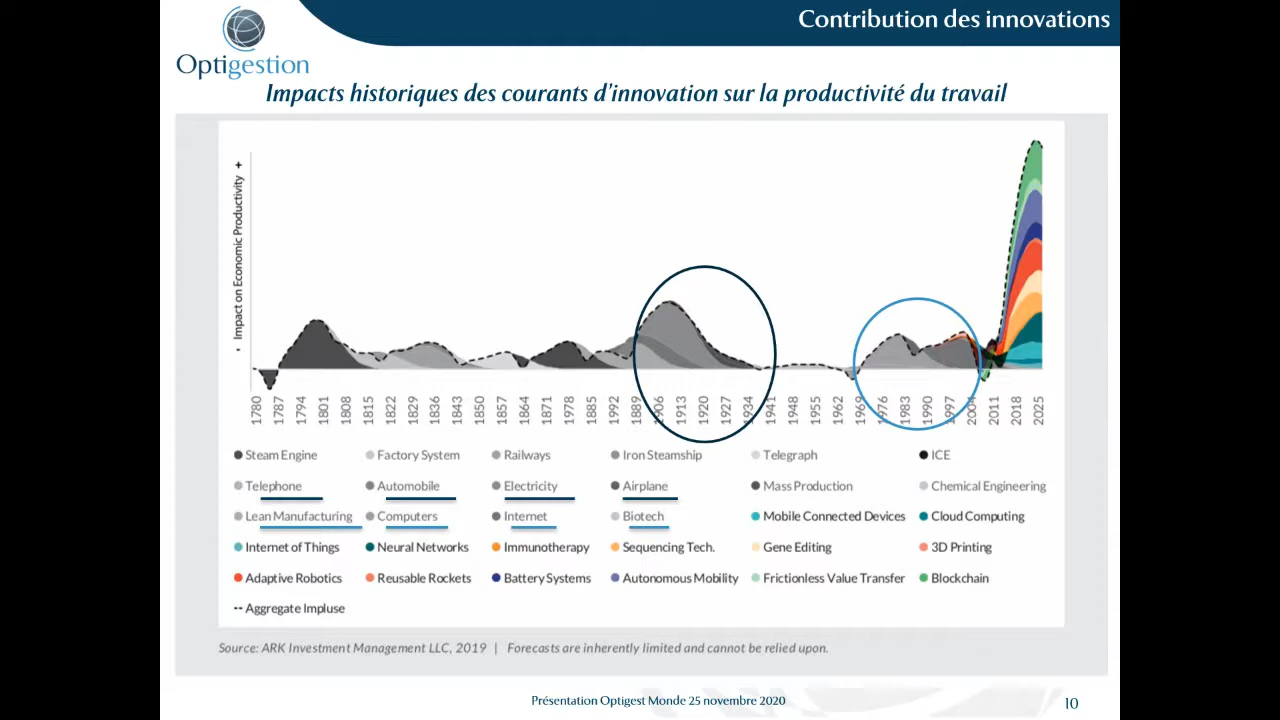 Contribution des innovations
Optigestion
Impacts historiques des courants d'innovation sur la productivité du travail
- Impact on Economic Productivity +
1780 1787 1794 1801 1808 1815 1822 1829 1836 1843 1850 1857 1864 1871 1878 1885 1892 1889 1906 1913 1920 1927 1934 1941 1948 1955 1962 1969 1976 1983 1990 1997 2004 2011 2018 2025
Steam Engine Factory System Railways Iron Steamship Telegraph ICE
Telephone Automobile Electricity Airplane Mass Production Chemical Engineering
Lean Manufacturing Computers Internet Biotech Mobile Connected Devices Cloud Computing
Internet of Things Neural Networks Immunotherapy Sequencing Tech. Gene Editing 3D Printing
Adaptive Robotics Reusable Rockets Battery Systems Autonomous Mobility Frictionless Value Transfer Blockchain
Aggregate Impluse
Source: ARK Investment Management LLC, 2019 | Forecasts are inherently limited and cannot be relied upon.
Présentation Optigest Monde 25 novembre 2020
10